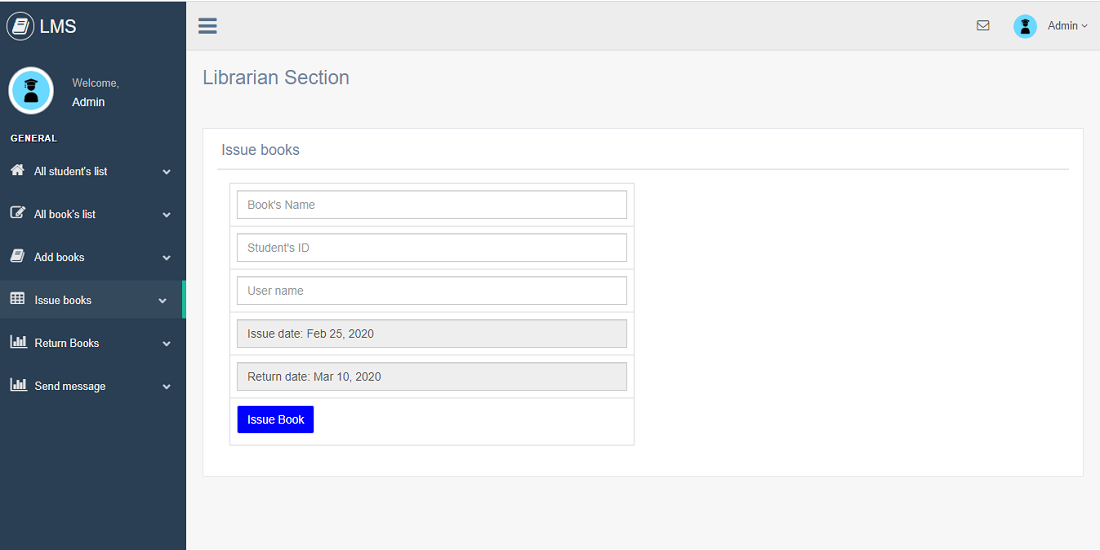 LMS
Admin
Welcome,
Admin
GENERAL
All student's list
All book's list
Add books
Issue books
Return Books
Send message
Librarian Section
Issue books
Book's Name
Student's ID
User name
Issue date: Feb 25, 2020
Return date: Mar 10, 2020
Issue Book